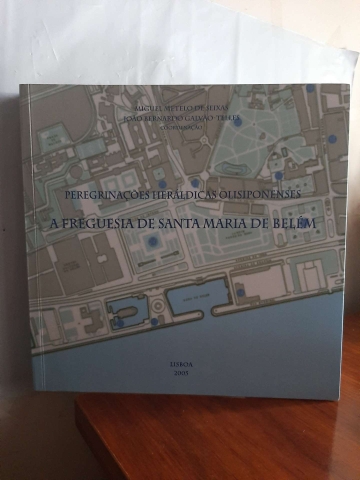 MIGUEL METELO DE SEIXAS
JOÃO BERNARDO GALVÃO-TELLES
COORDENAÇÃO
PEREGRINAÇÕES HERÁLDICAS OLISIPONENSES
A FREGUESIA DE SANTA MARIA DE BELÉM
LISBOA
2005